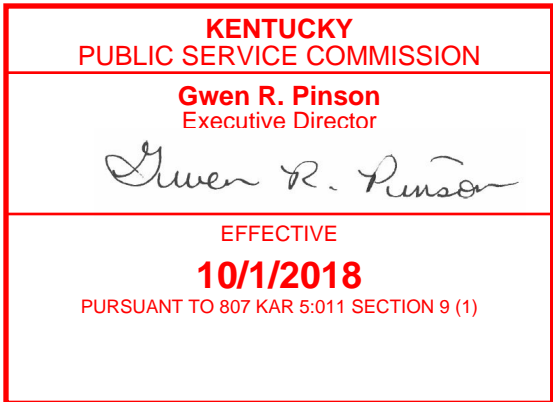 KENTUCKY
PUBLIC SERVICE COMMISSION
Gwen R. Pinson
Executive Director
Gwen R. Pinson
EFFECTIVE
10/1/2018
PURSUANT TO 807 KAR 5:011 SECTION 9 (1)